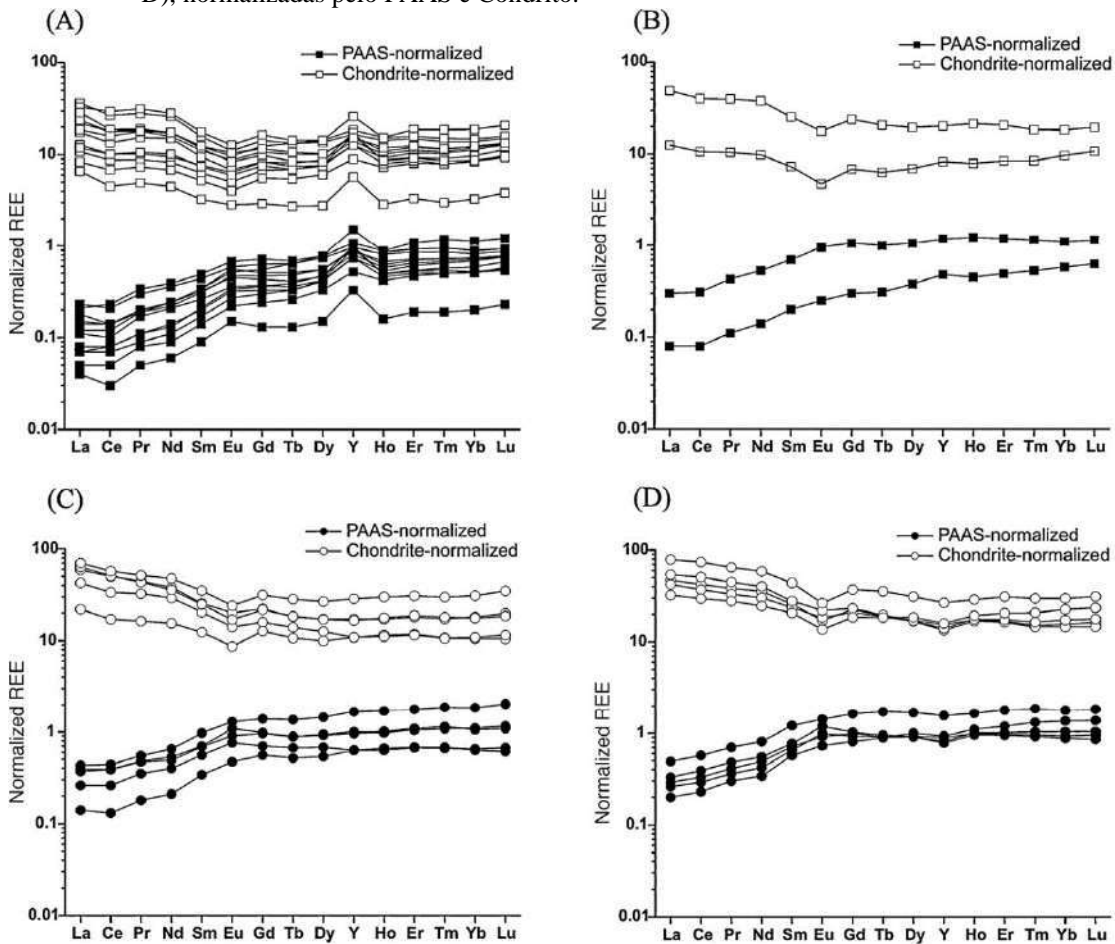 D), normalizadas pelo PAAS e Condrito.
(A)
PAAS-normalized
Chondrite-normalized
100
10
1
0.1
0.01
Normalized REE
La Ce Pr Nd Sm Eu Gd Tb Dy Y Ho Er Tm Yb Lu
(B)
PAAS-normalized
Chondrite-normalized
100
10
1
0.1
0.01
Normalized REE
La Ce Pr Nd Sm Eu Gd Tb Dy Y Ho Er Tm Yb Lu
(C)
PAAS-normalized
Chondrite-normalized
100
10
1
0.1
0.01
Normalized REE
La Ce Pr Nd Sm Eu Gd Tb Dy Y Ho Er Tm Yb Lu
(D)
PAAS-normalized
Chondrite-normalized
100
10
1
0.1
0.01
Normalized REE
La Ce Pr Nd Sm Eu Gd Tb Dy Y Ho Er Tm Yb Lu